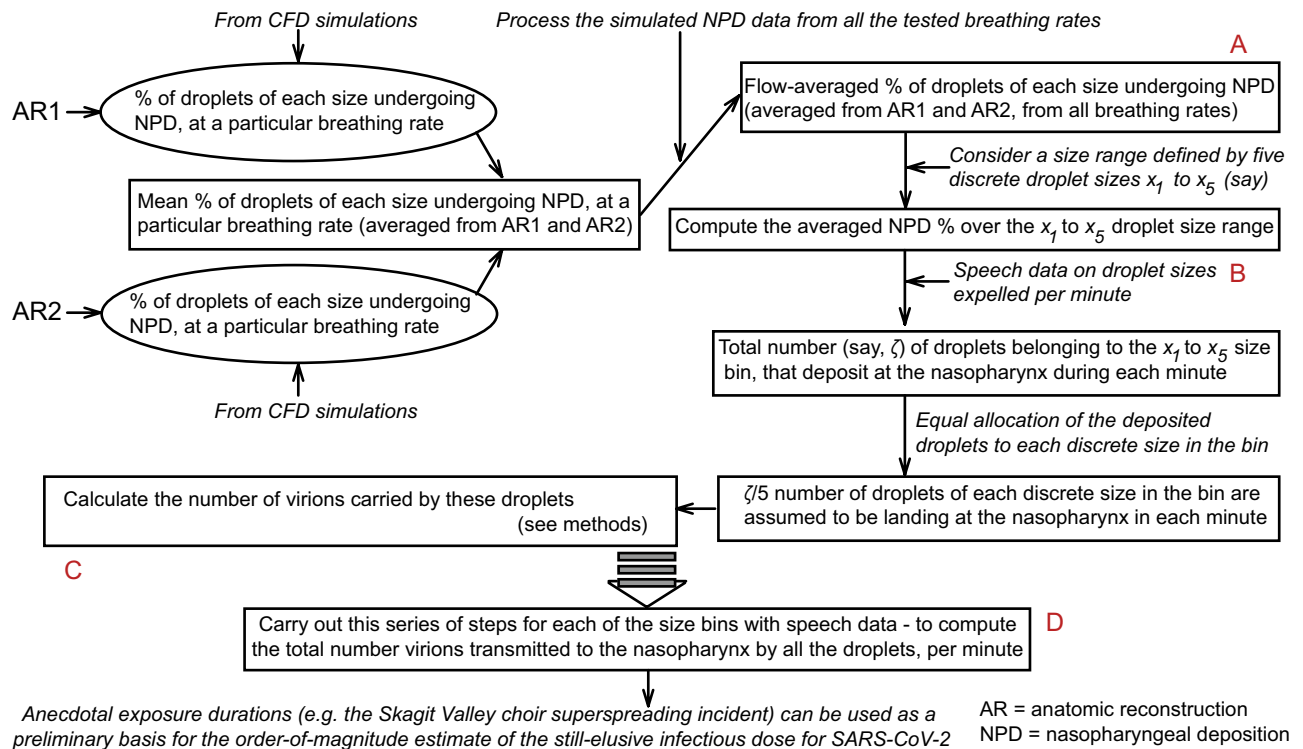 From CFD simulations
Process the simulated NPD data from all the tested breathing rates
A
AR1
% of droplets of each size undergoing
NPD, at a particular breathing rate
Flow-averaged % of droplets of each size undergoing NPD
(averaged from AR1 and AR2, from all breathing rates)
Consider a size range defined by five
discrete droplet sizes x1 to x5 (say)
Mean % of droplets of each size undergoing NPD, at a
particular breathing rate (averaged from AR1 and AR2)
Compute the averaged NPD % over the x1 to x5 droplet size range
B
Speech data on droplet sizes
expelled per minute
AR2
% of droplets of each size undergoing
NPD, at a particular breathing rate
From CFD simulations
Total number (say, ζ) of droplets belonging to the x1 to x5 size
bin, that deposit at the nasopharynx during each minute
Equal allocation of the deposited
droplets to each discrete size in the bin
ζ/5 number of droplets of each discrete size in the bin are
assumed to be landing at the nasopharynx in each minute
Calculate the number of virions carried by these droplets
(see methods)
C
D
Carry out this series of steps for each of the size bins with speech data - to compute
the total number virions transmitted to the nasopharynx by all the droplets, per minute
Anecdotal exposure durations (e.g. the Skagit Valley choir superspreading incident) can be used as a
preliminary basis for the order-of-magnitude estimate of the still-elusive infectious dose for SARS-CoV-2
AR = anatomic reconstruction
NPD = nasopharyngeal deposition